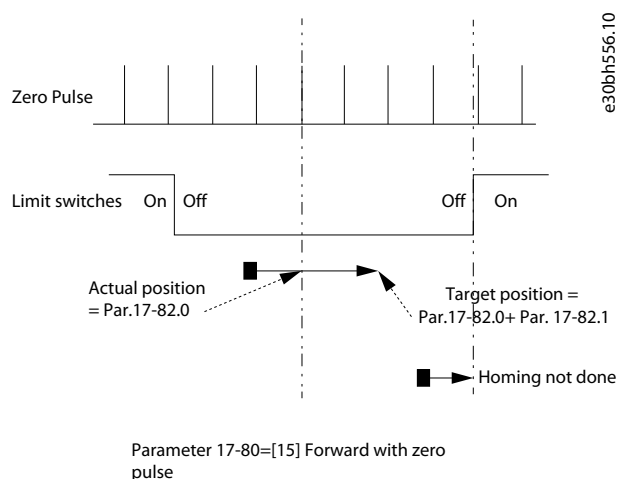 e30bh556.10
Zero Pulse
Limit switches On Off Off On
Actual position
= Par.17-82.0
Target position =
Par.17-82.0+ Par. 17-82.1
Homing not done
Parameter 17-80=[15] Forward with zero
pulse